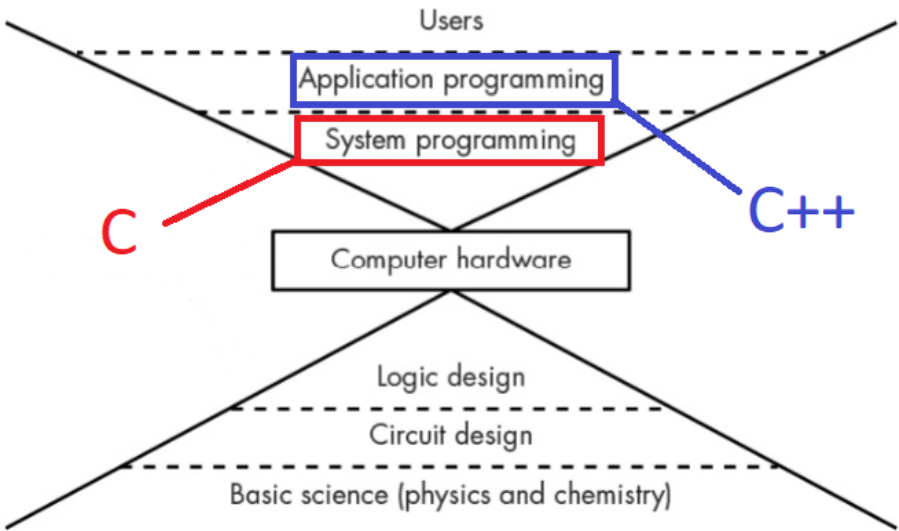 Users
Application programming
System programming
C
C++
Computer hardware
Logic design
Circuit design
Basic science (physics and chemistry)